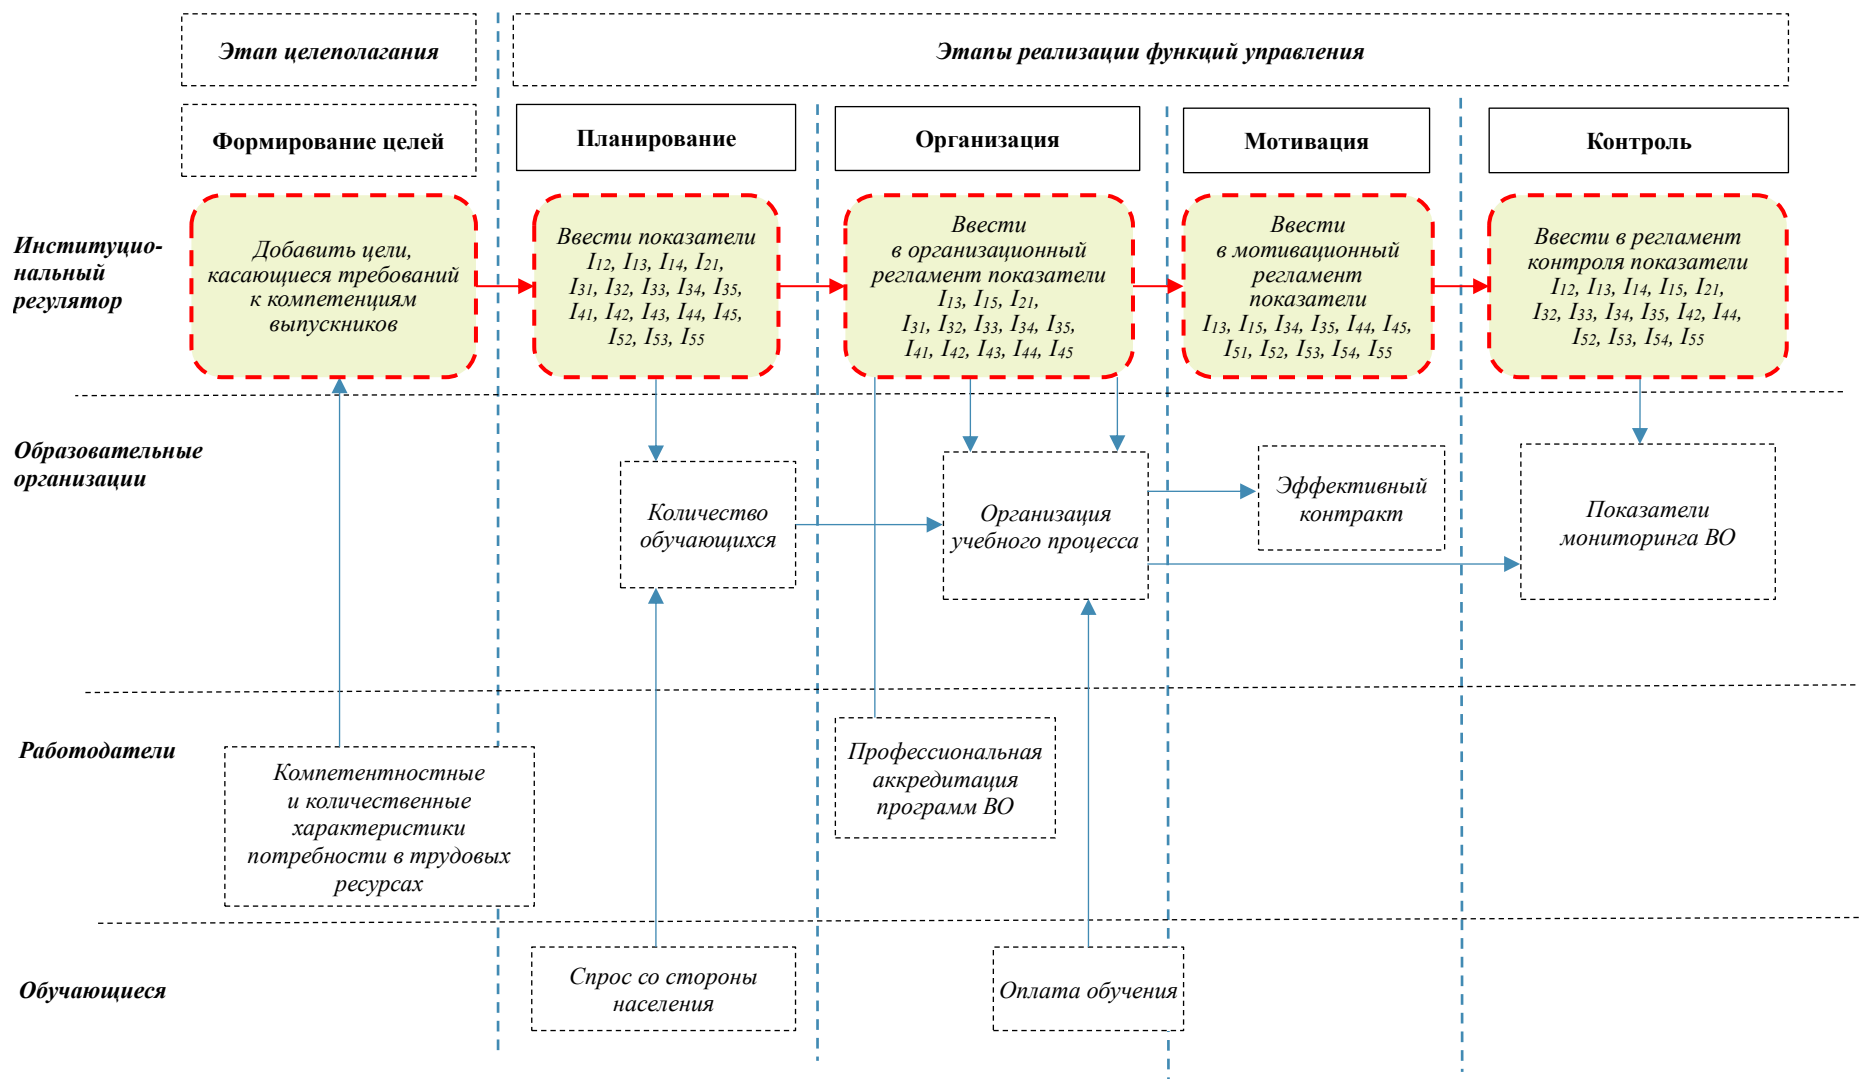 Этап целеполагания
Этапы реализации функций управления
Формирование целей
Планирование
Организация
Мотивация
Контроль
Институцио-
нальный
регулятор
Добавить цели,
касающиеся требований
к компетенциям
выпускников
Ввести показатели
I12, I13, I14, I21,
I31, I32, I33, I34, I35,
I41, I42, I43, I44, I45,
I52, I53, I55
Ввести
в организационный
регламент показатели
I13, I15, I21,
I31, I32, I33, I34, I35,
I41, I42, I43, I44, I45
Ввести
в мотивационный
регламент
показатели
I13, I15, I34, I35, I44, I45,
I51, I52, I53, I54, I55
Ввести в регламент
контроля показатели
I12, I13, I14, I15, I21,
I32, I33, I34, I35, I42, I44,
I52, I53, I54, I55
Образовательные
организации
Количество
обучающихся
Организация
учебного процесса
Эффективный
контракт
Показатели
мониторинга ВО
Работодатели
Компетентностные
и количественные
характеристики
потребности в трудовых
ресурсах
Профессиональная
аккредитация
программ ВО
Обучающиеся
Спрос со стороны
населения
Оплата обучения